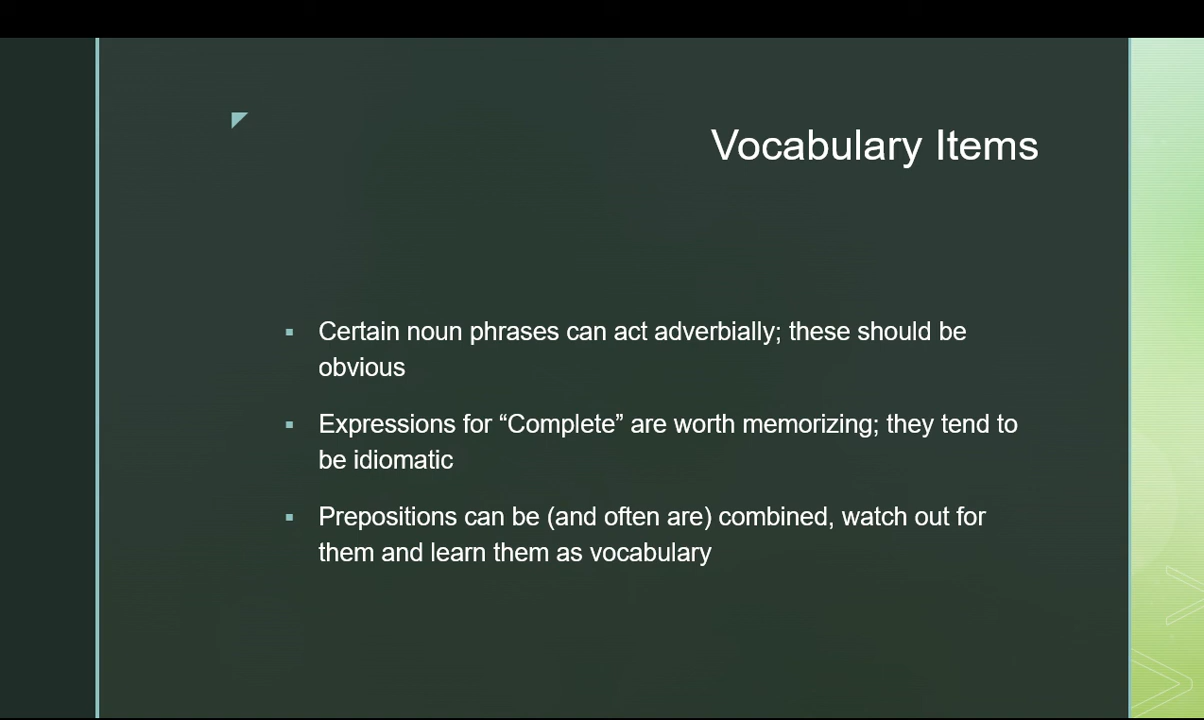 Vocabulary Items
▪ Certain noun phrases can act adverbially; these should be
obvious
▪ Expressions for “Complete” are worth memorizing; they tend to
be idiomatic
▪ Prepositions can be (and often are) combined, watch out for
them and learn them as vocabulary